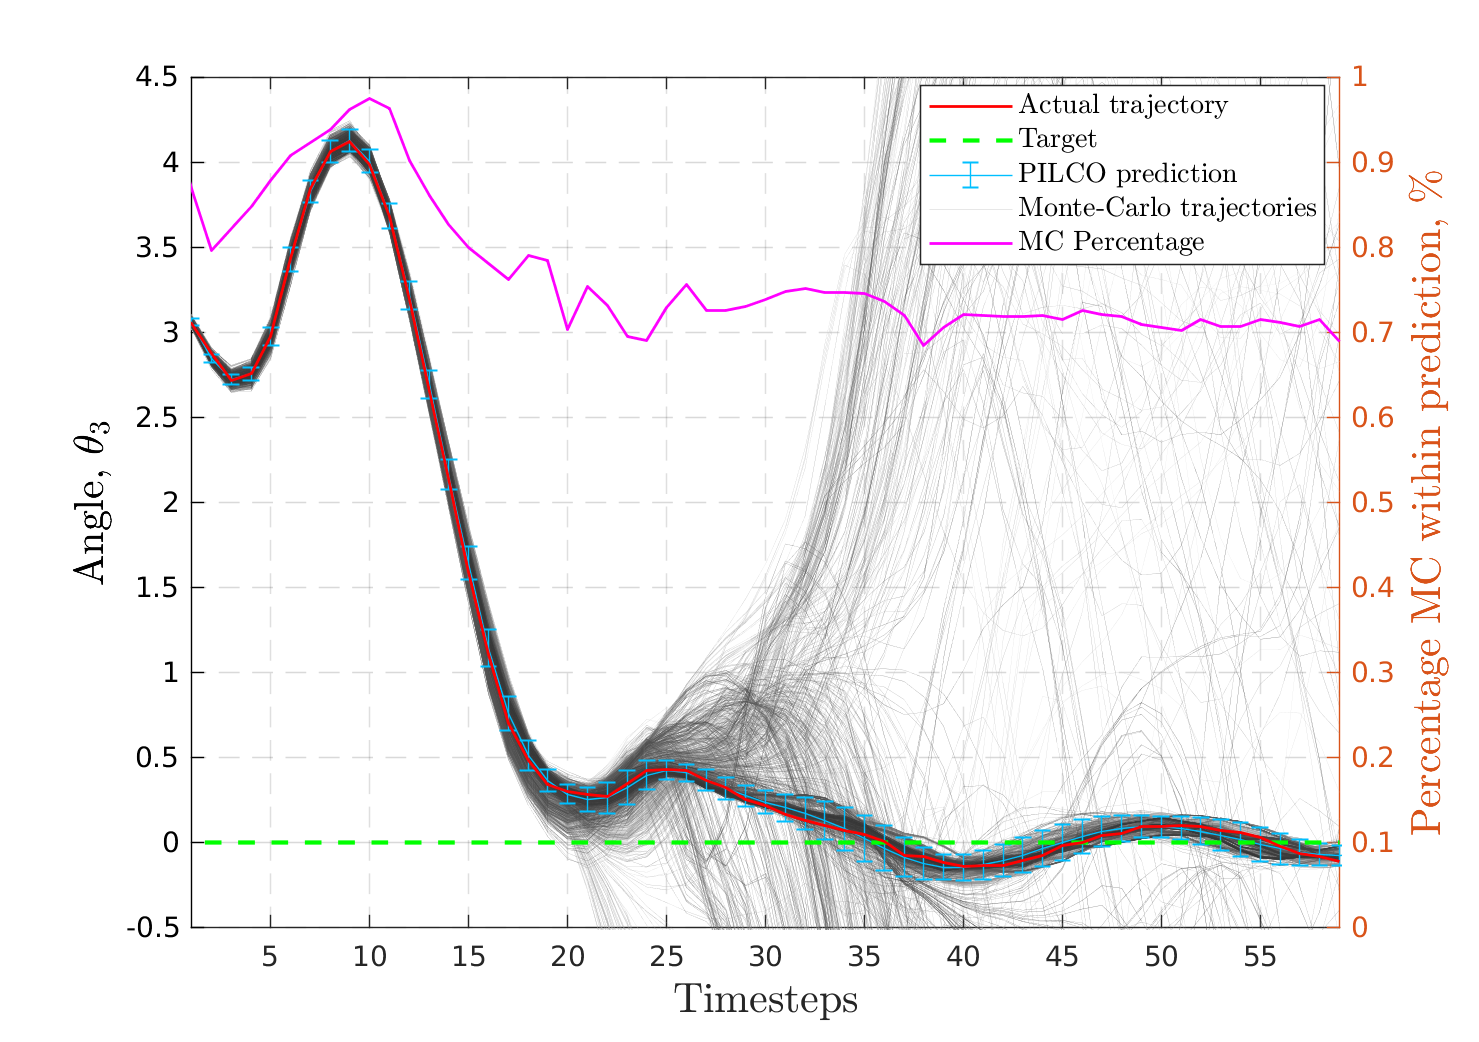 4.5
4
3.5
3
2.5
2
1.5
1
0.5
0
-0.5
Angle, θ₃
5 10 15 20 25 30 35 40 45 50 55
Timesteps
1
0.9
0.8
0.7
0.6
0.5
0.4
0.3
0.2
0.1
0
Percentage MC within prediction, %
Actual trajectory
Target
PILCO prediction
Monte-Carlo trajectories
MC Percentage